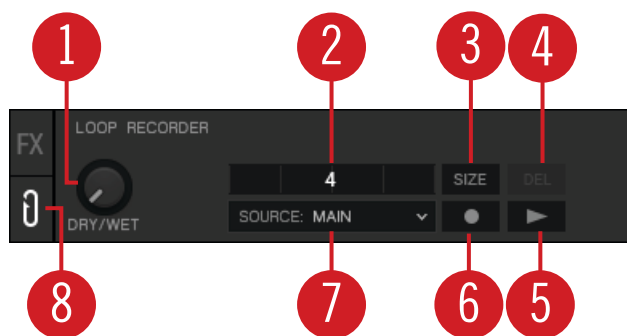 1 2 3 4
FX LOOP RECORDER
4 SIZE DEL
DRY/WET SOURCE: MAIN
8 7 6 5